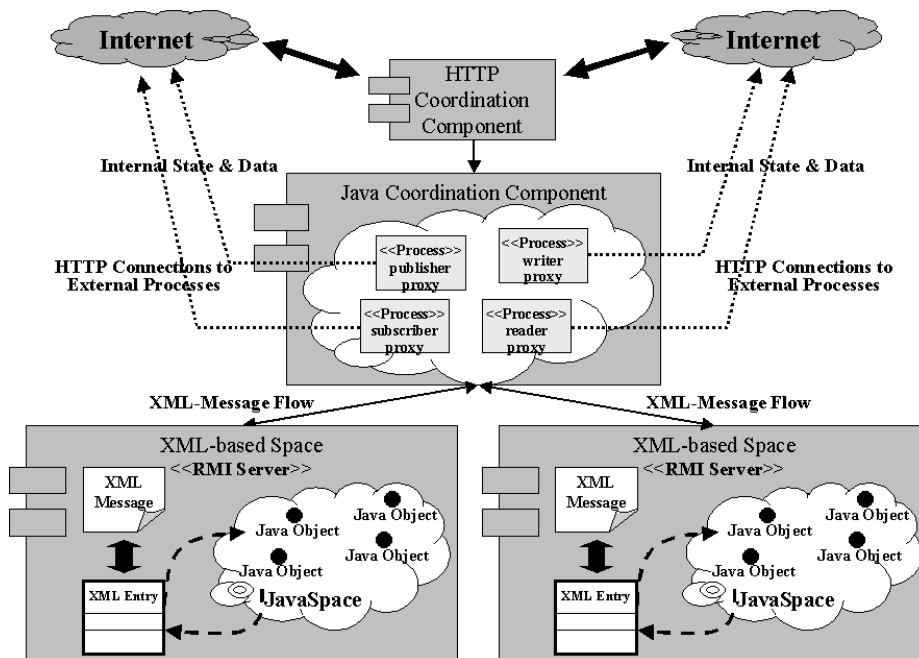 Internet
Internet
HTTP
Coordination
Component
Internal State & Data
Internal State & Data
Java Coordination Component
<<Process>>
publisher
proxy
<<Process>>
writer
proxy
HTTP Connections to
External Processes
HTTP Connections to
External Processes
<<Process>>
subscriber
proxy
<<Process>>
reader
proxy
XML-Message Flow
XML-Message Flow
XML-based Space
<<RMI Server>>
XML
Message
Java Object
Java Object
Java Object
Java Object
XML Entry
JavaSpace
XML-based Space
<<RMI Server>>
XML
Message
Java Object
Java Object
Java Object
Java Object
XML Entry
JavaSpace